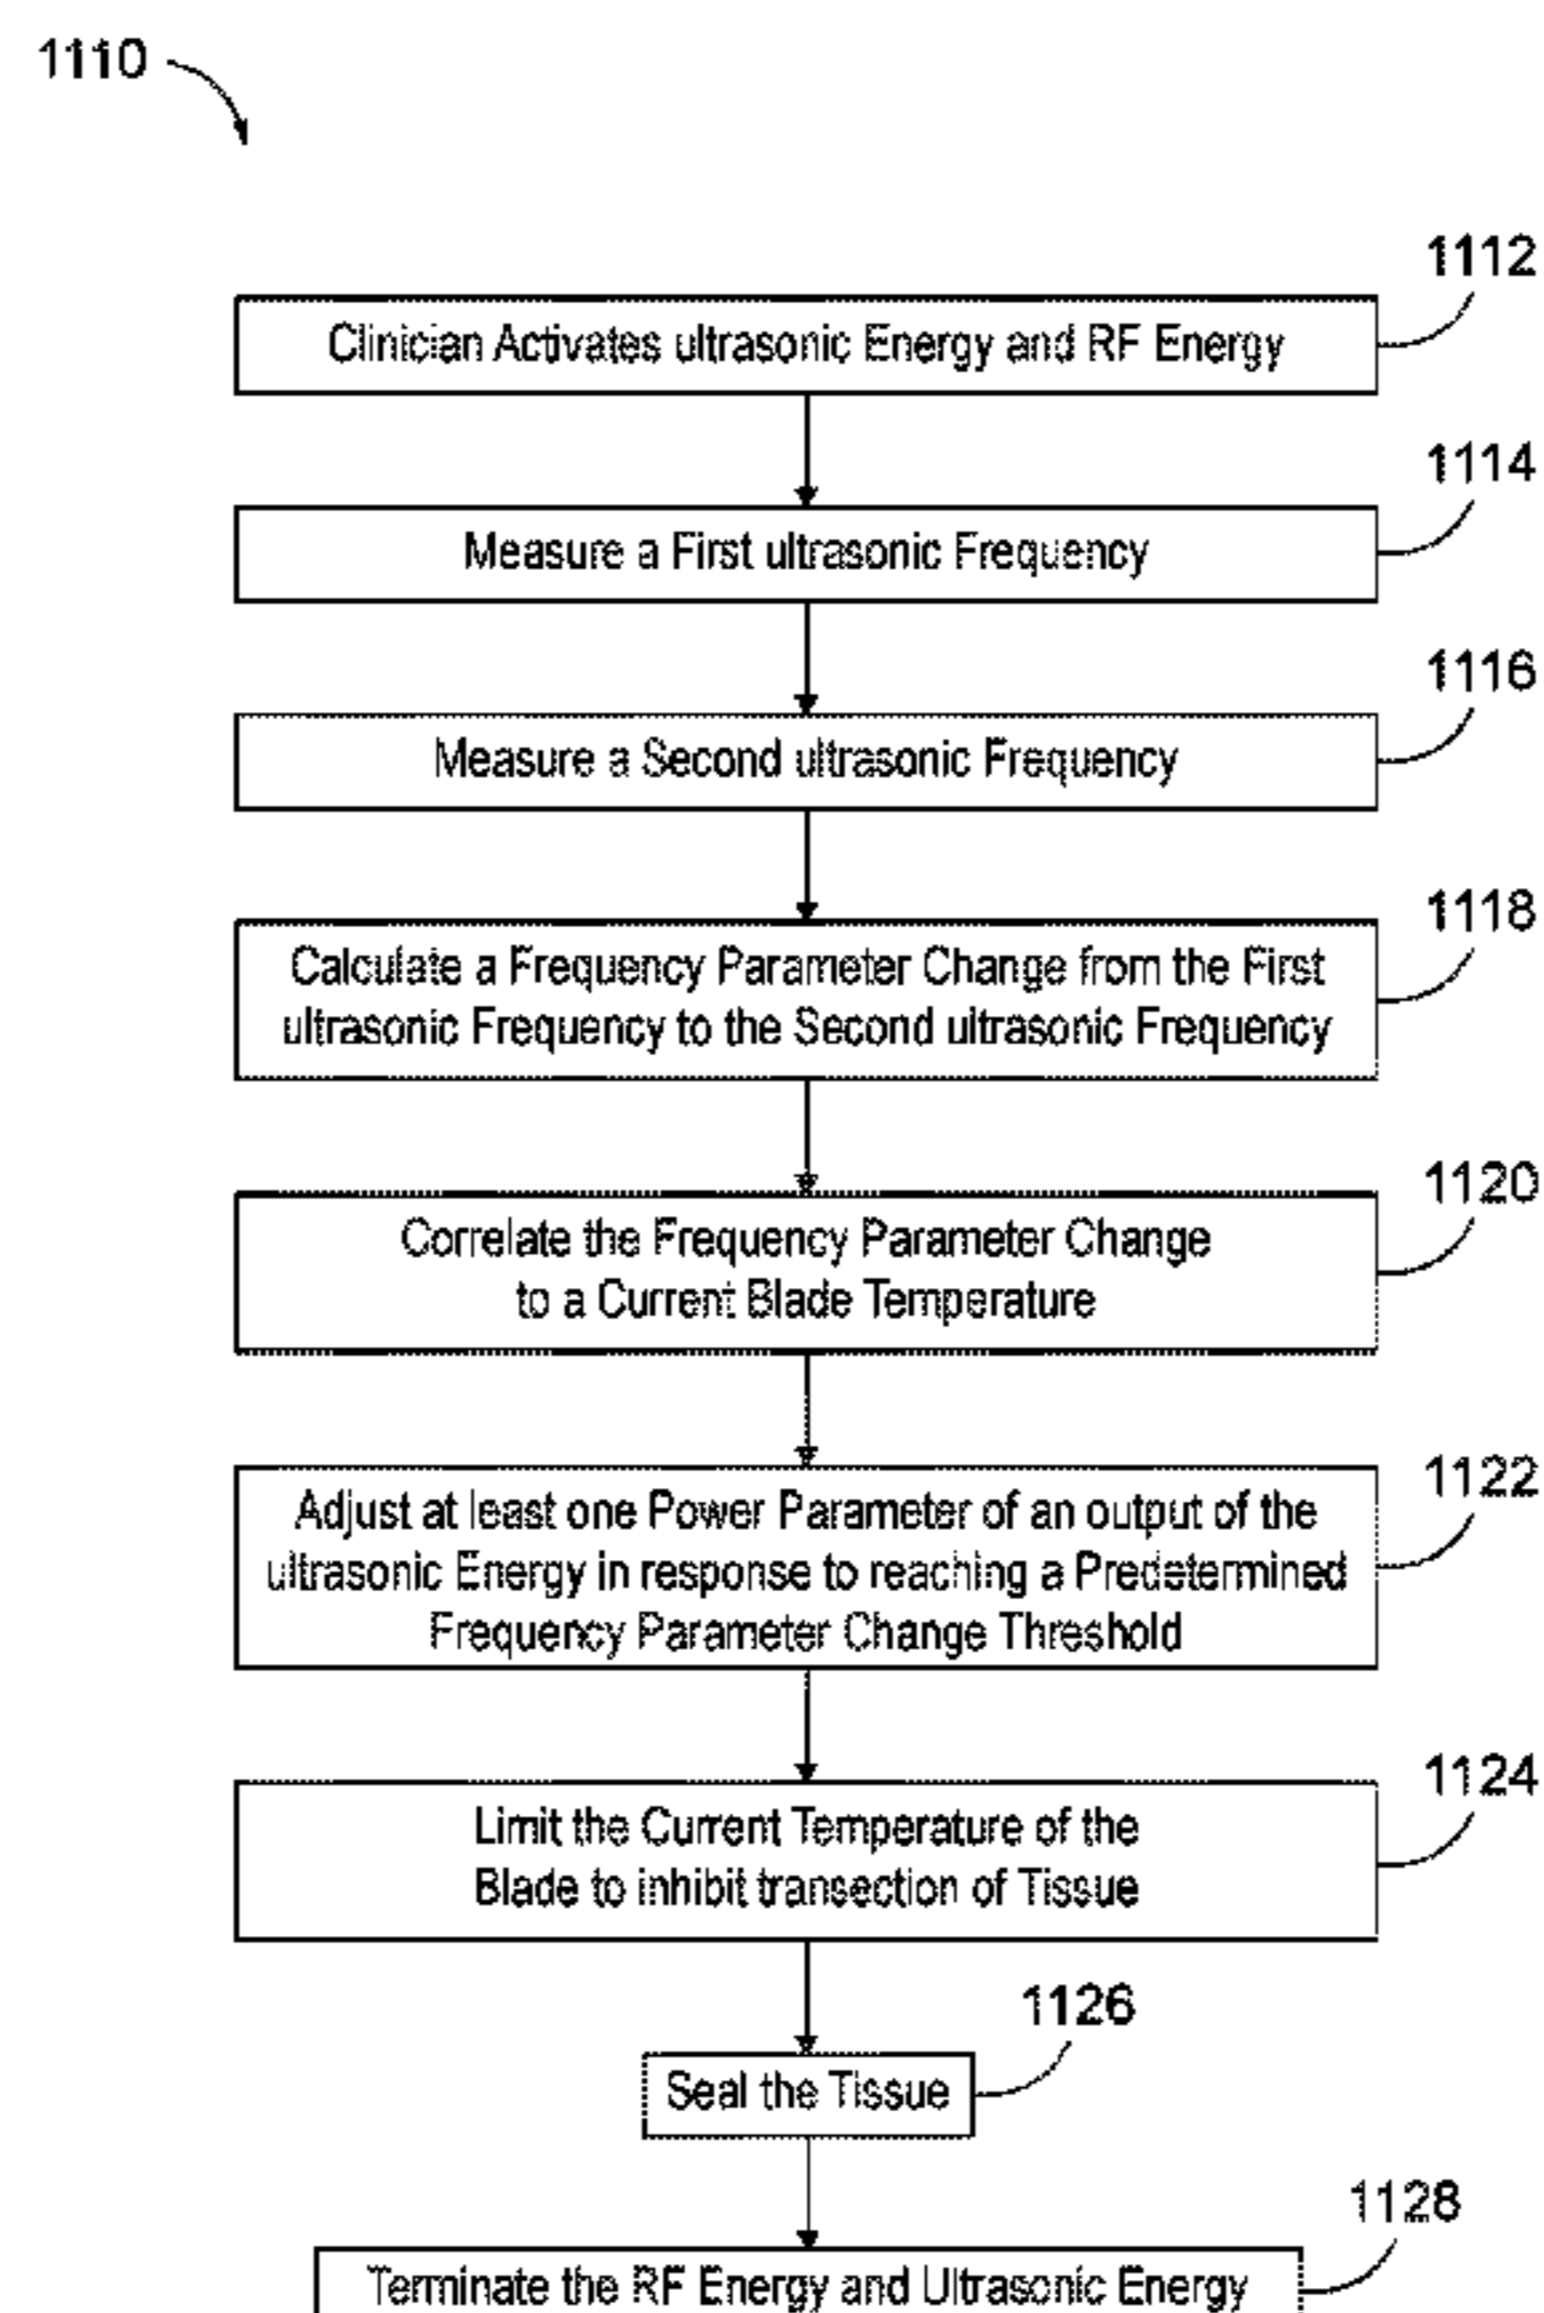 1110
1112
Clinician Activates ultrasonic Energy and RF Energy
1114
Measure a First ultrasonic Frequency
1116
Measure a Second ultrasonic Frequency
1118
Calculate a Frequency Parameter Change from the First
ultrasonic Frequency to the Second ultrasonic Frequency
1120
Correlate the Frequency Parameter Change
to a Current Blade Temperature
1122
Adjust at least one Power Parameter of an output of the
ultrasonic Energy in response to reaching a Predetermined
Frequency Parameter Change Threshold
1124
Limit the Current Temperature of the
Blade to inhibit transection of Tissue
1126
Seal the Tissue
1128
Terminate the RF Energy and Ultrasonic Energy